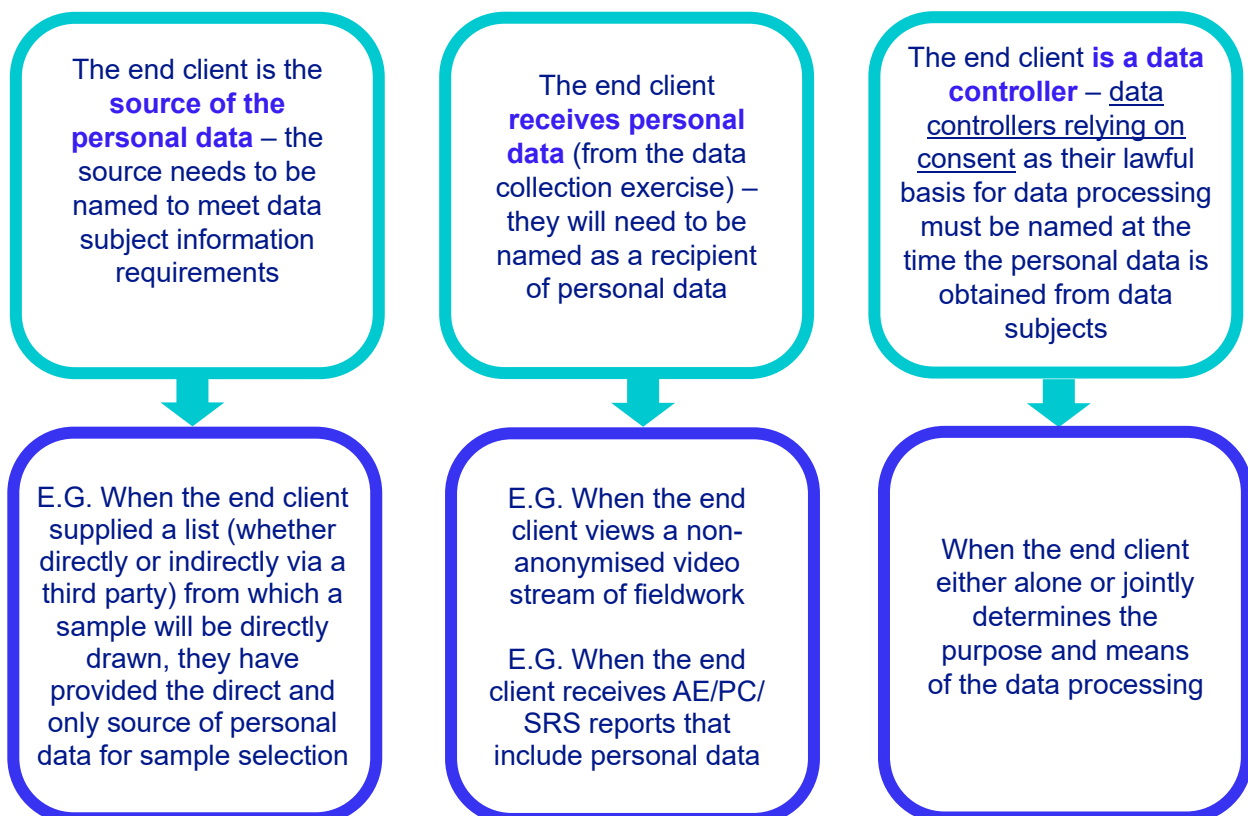 The end client is the
source of the
personal data – the
source needs to be
named to meet data
subject information
requirements
The end client
receives personal
data (from the data
collection exercise) –
they will need to be
named as a recipient
of personal data
The end client is a data
controller – data
controllers relying on
consent as their lawful
basis for data processing
must be named at the
time the personal data is
obtained from data
subjects
E.G. When the end client
supplied a list (whether
directly or indirectly via a
third party) from which a
sample will be directly
drawn, they have
provided the direct and
only source of personal
data for sample selection
E.G. When the end
client views a non-
anonymised video
stream of fieldwork
E.G. When the end
client receives AE/PC/
SRS reports that
include personal data
When the end client
either alone or jointly
determines the
purpose and means
of the data processing